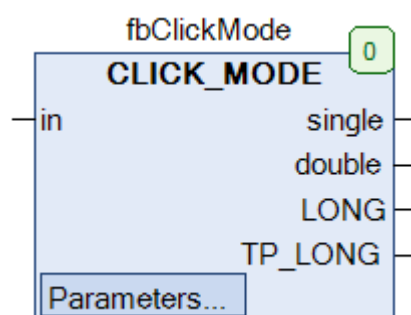 fbClickMode
0
CLICK_MODE
in single
double
LONG
TP_LONG
Parameters...